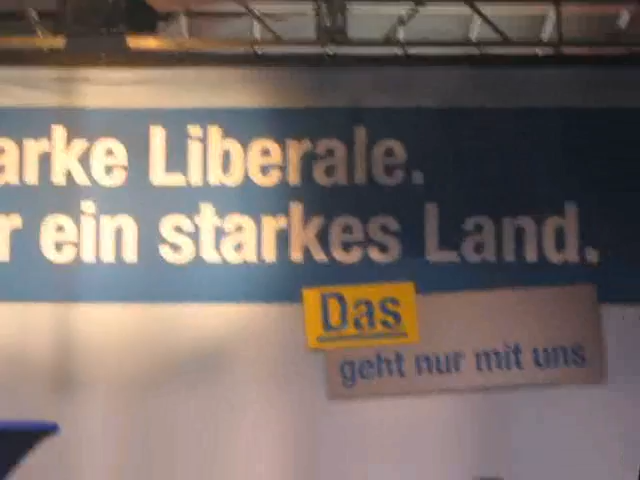 arke Liberale.
r ein starkes Land.
Das
geht nur mit uns